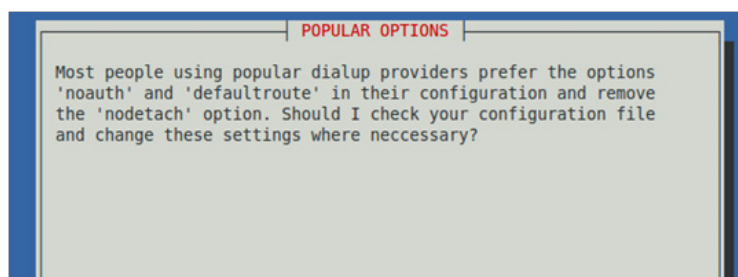 POPULAR OPTIONS
Most people using popular dialup providers prefer the options
'noauth' and 'defaultroute' in their configuration and remove
the 'nodetach' option. Should I check your configuration file
and change these settings where neccessary?